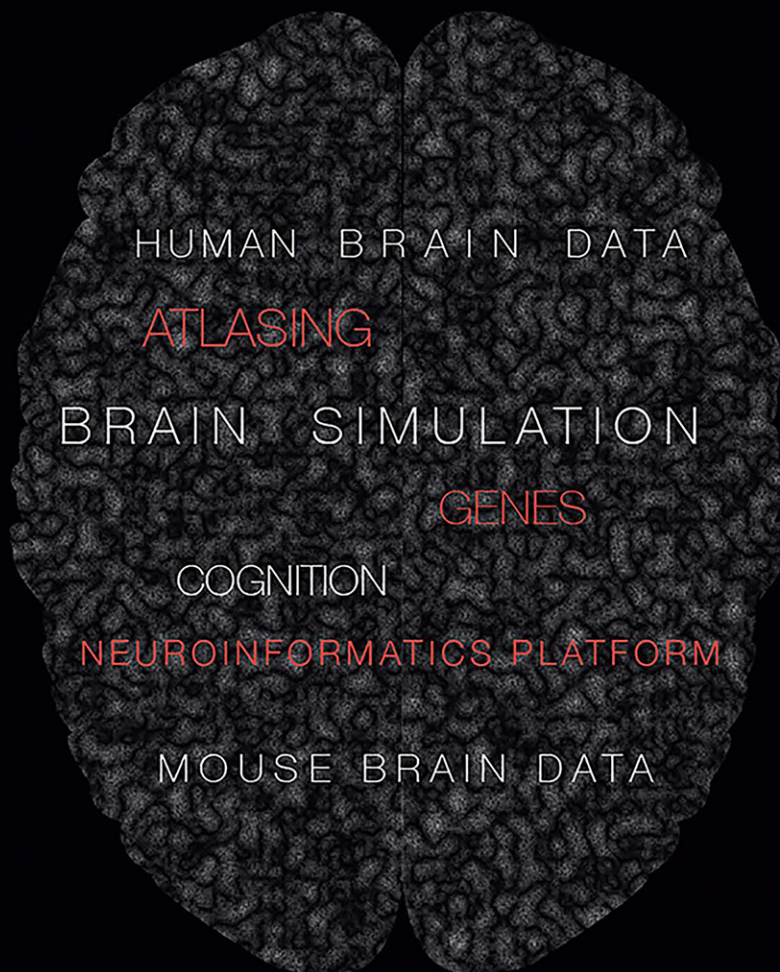 HUMAN BRAIN DATA
ATLASING
BRAIN SIMULATION
GENES
COGNITION
NEUROINFORMATICS PLATFORM
MOUSE BRAIN DATA